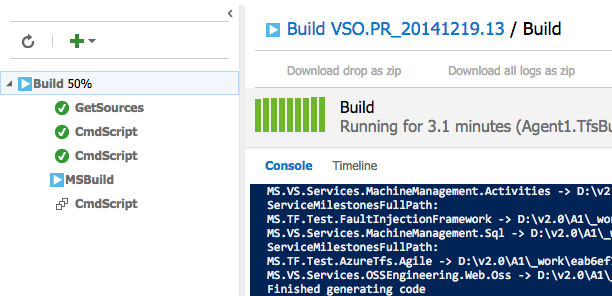 Build 50%
GetSources
CmdScript
CmdScript
MSBuild
CmdScript
Build VSO.PR_20141219.13 / Build
Download drop as zip Download all logs as zip
Build
Running for 3.1 minutes (Agent1.TfsBu
Console Timeline
MS.VS.Services.MachineManagement.Activities -> D:\v2.0
ServiceMilestonesFullPath:
MS.TF.Test.FaultInjectionFramework -> D:\v2.0\A1\_work
MS.VS.Services.MachineManagement.Sql -> D:\v2.0\A1\_w
ServiceMilestonesFullPath:
MS.TF.Test.AzureTfs.Agile -> D:\v2.0\A1\_work\eab6ef
MS.VS.Services.OSSEngineering.Web.Oss -> D:\v2.0\A1\_
Finished generating code